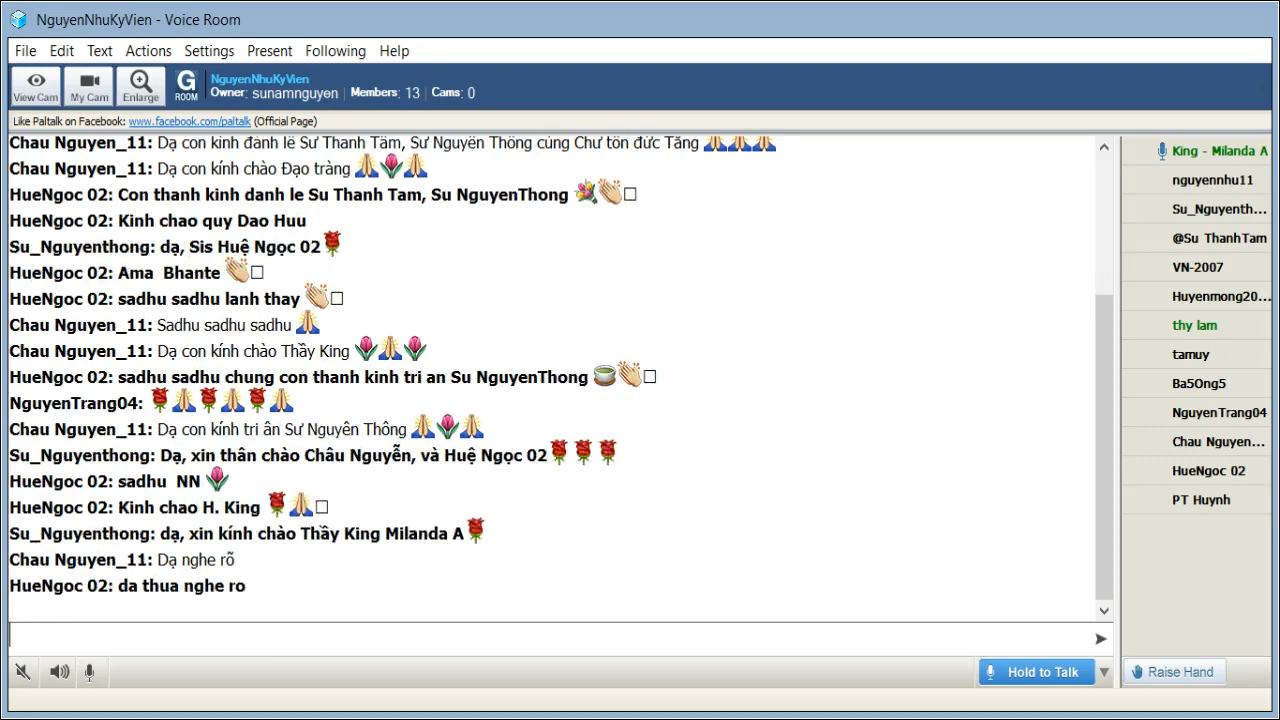 NguyenNhuKyVien - Voice Room
File Edit Text Actions Settings Present Following Help
View Cam My Cam Enlarge G ROOM
NguyenNhuKyVien
Owner: sunamnguyen | Members: 13 | Cams: 0
Like Paltalk on Facebook: www.facebook.com/paltalk (Official Page)
Chau Nguyen_11: Dạ con kính đảnh lễ Sư Thanh Tâm, Sư Nguyên Thông cùng Chư tôn đức Tăng 🙏🙏🙏
Chau Nguyen_11: Dạ con kính chào Đạo tràng 🙏🌷🙏
HueNgoc 02: Con thanh kinh danh le Su Thanh Tam, Su NguyenThong 💐👏🏻□
HueNgoc 02: Kinh chao quy Dao Huu
Su_Nguyenthong: dạ, Sis Huệ Ngọc 02🌹
HueNgoc 02: Ama Bhante 👏🏻□
HueNgoc 02: sadhu sadhu lanh thay 👏🏻□
Chau Nguyen_11: Sadhu sadhu sadhu 🙏
Chau Nguyen_11: Dạ con kính chào Thầy King 🌷🙏🌷
HueNgoc 02: sadhu sadhu chung con thanh kinh tri an Su NguyenThong 🍵👏🏻□
NguyenTrang04: 🌹🙏🌹🙏🌹🙏
Chau Nguyen_11: Dạ con kính tri ân Sư Nguyên Thông 🙏🌷🙏
Su_Nguyenthong: Dạ, xin thân chào Châu Nguyễn, và Huệ Ngọc 02🌹🌹🌹
HueNgoc 02: sadhu NN 🌷
HueNgoc 02: Kinh chao H. King 🌹🙏🏻□
Su_Nguyenthong: dạ, xin kính chào Thầy King Milanda A🌹
Chau Nguyen_11: Dạ nghe rõ
HueNgoc 02: da thua nghe ro
Hold to Talk
King - Milanda A
nguyennhu11
Su_Nguyenth...
@Su ThanhTam
VN-2007
Huyenmong20...
thy lam
tamuy
Ba5Ong5
NguyenTrang04
Chau Nguyen...
HueNgoc 02
PT Huynh
Raise Hand